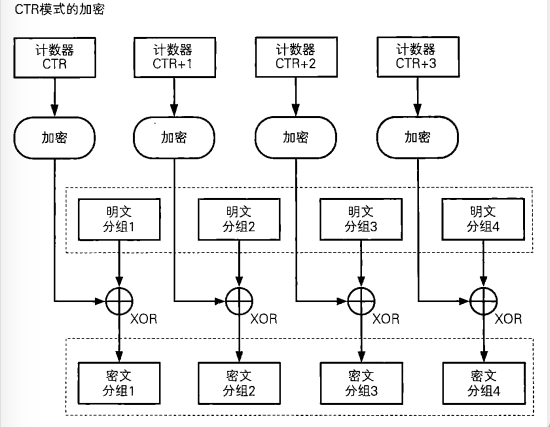 CTR模式的加密
计数器
CTR
计数器
CTR+1
计数器
CTR+2
计数器
CTR+3
加密
加密
加密
加密
明文
分组1
明文
分组2
明文
分组3
明文
分组4
XOR
XOR
XOR
XOR
密文
分组1
密文
分组2
密文
分组3
密文
分组4